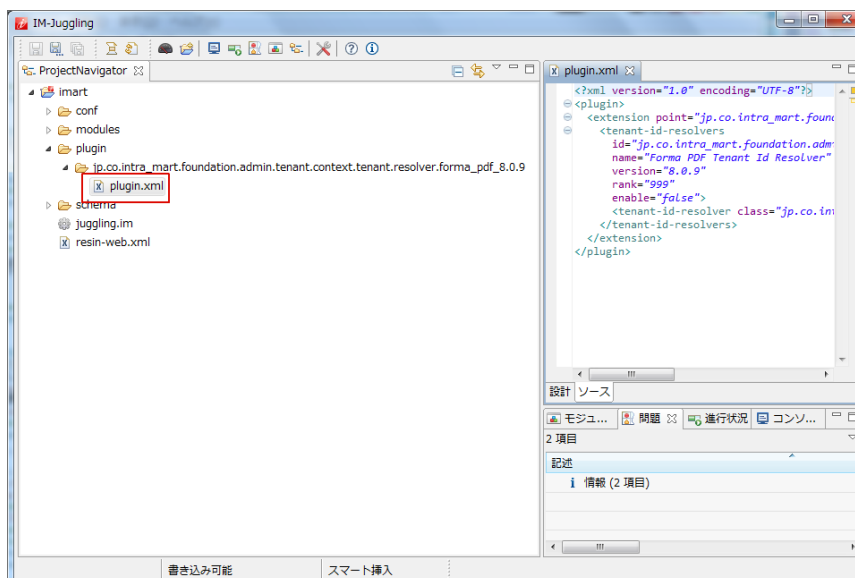 IM-Juggling
ProjectNavigator
imart
conf
modules
plugin
jp.co.intra_mart.foundation.admin.tenant.context.tenant.resolver.forma_pdf_8.0.9
plugin.xml
schema
juggling.im
resin-web.xml
plugin.xml
<?xml version="1.0" encoding="UTF-8"?>
<plugin>
<extension point="jp.co.intra_mart.foun
<tenant-id-resolvers
id="jp.co.intra_mart.foundation.adm
name="Forma PDF Tenant Id Resolver"
version="8.0.9"
rank="999"
enable="false">
<tenant-id-resolver class="jp.co.in
</tenant-id-resolvers>
</extension>
</plugin>
設計 ソース
モジュ... 問題 進行状況 コンソ...
2 項目
記述
情報 (2 項目)
書き込み可能 スマート挿入